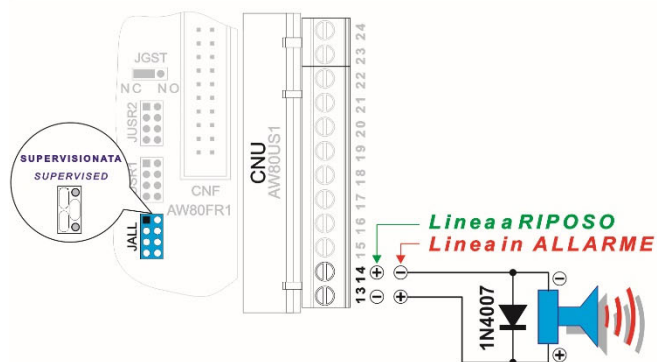 JGST
NC NO
JUSR2
SUPERVISIONATA
SUPERVISED
JALL
CNF
AW80FR1
CNU
AW80US1
24
23
22
21
20
19
18
17
16
15
14
13
Linea a RIPOSO
Linea in ALLARME
1N4007